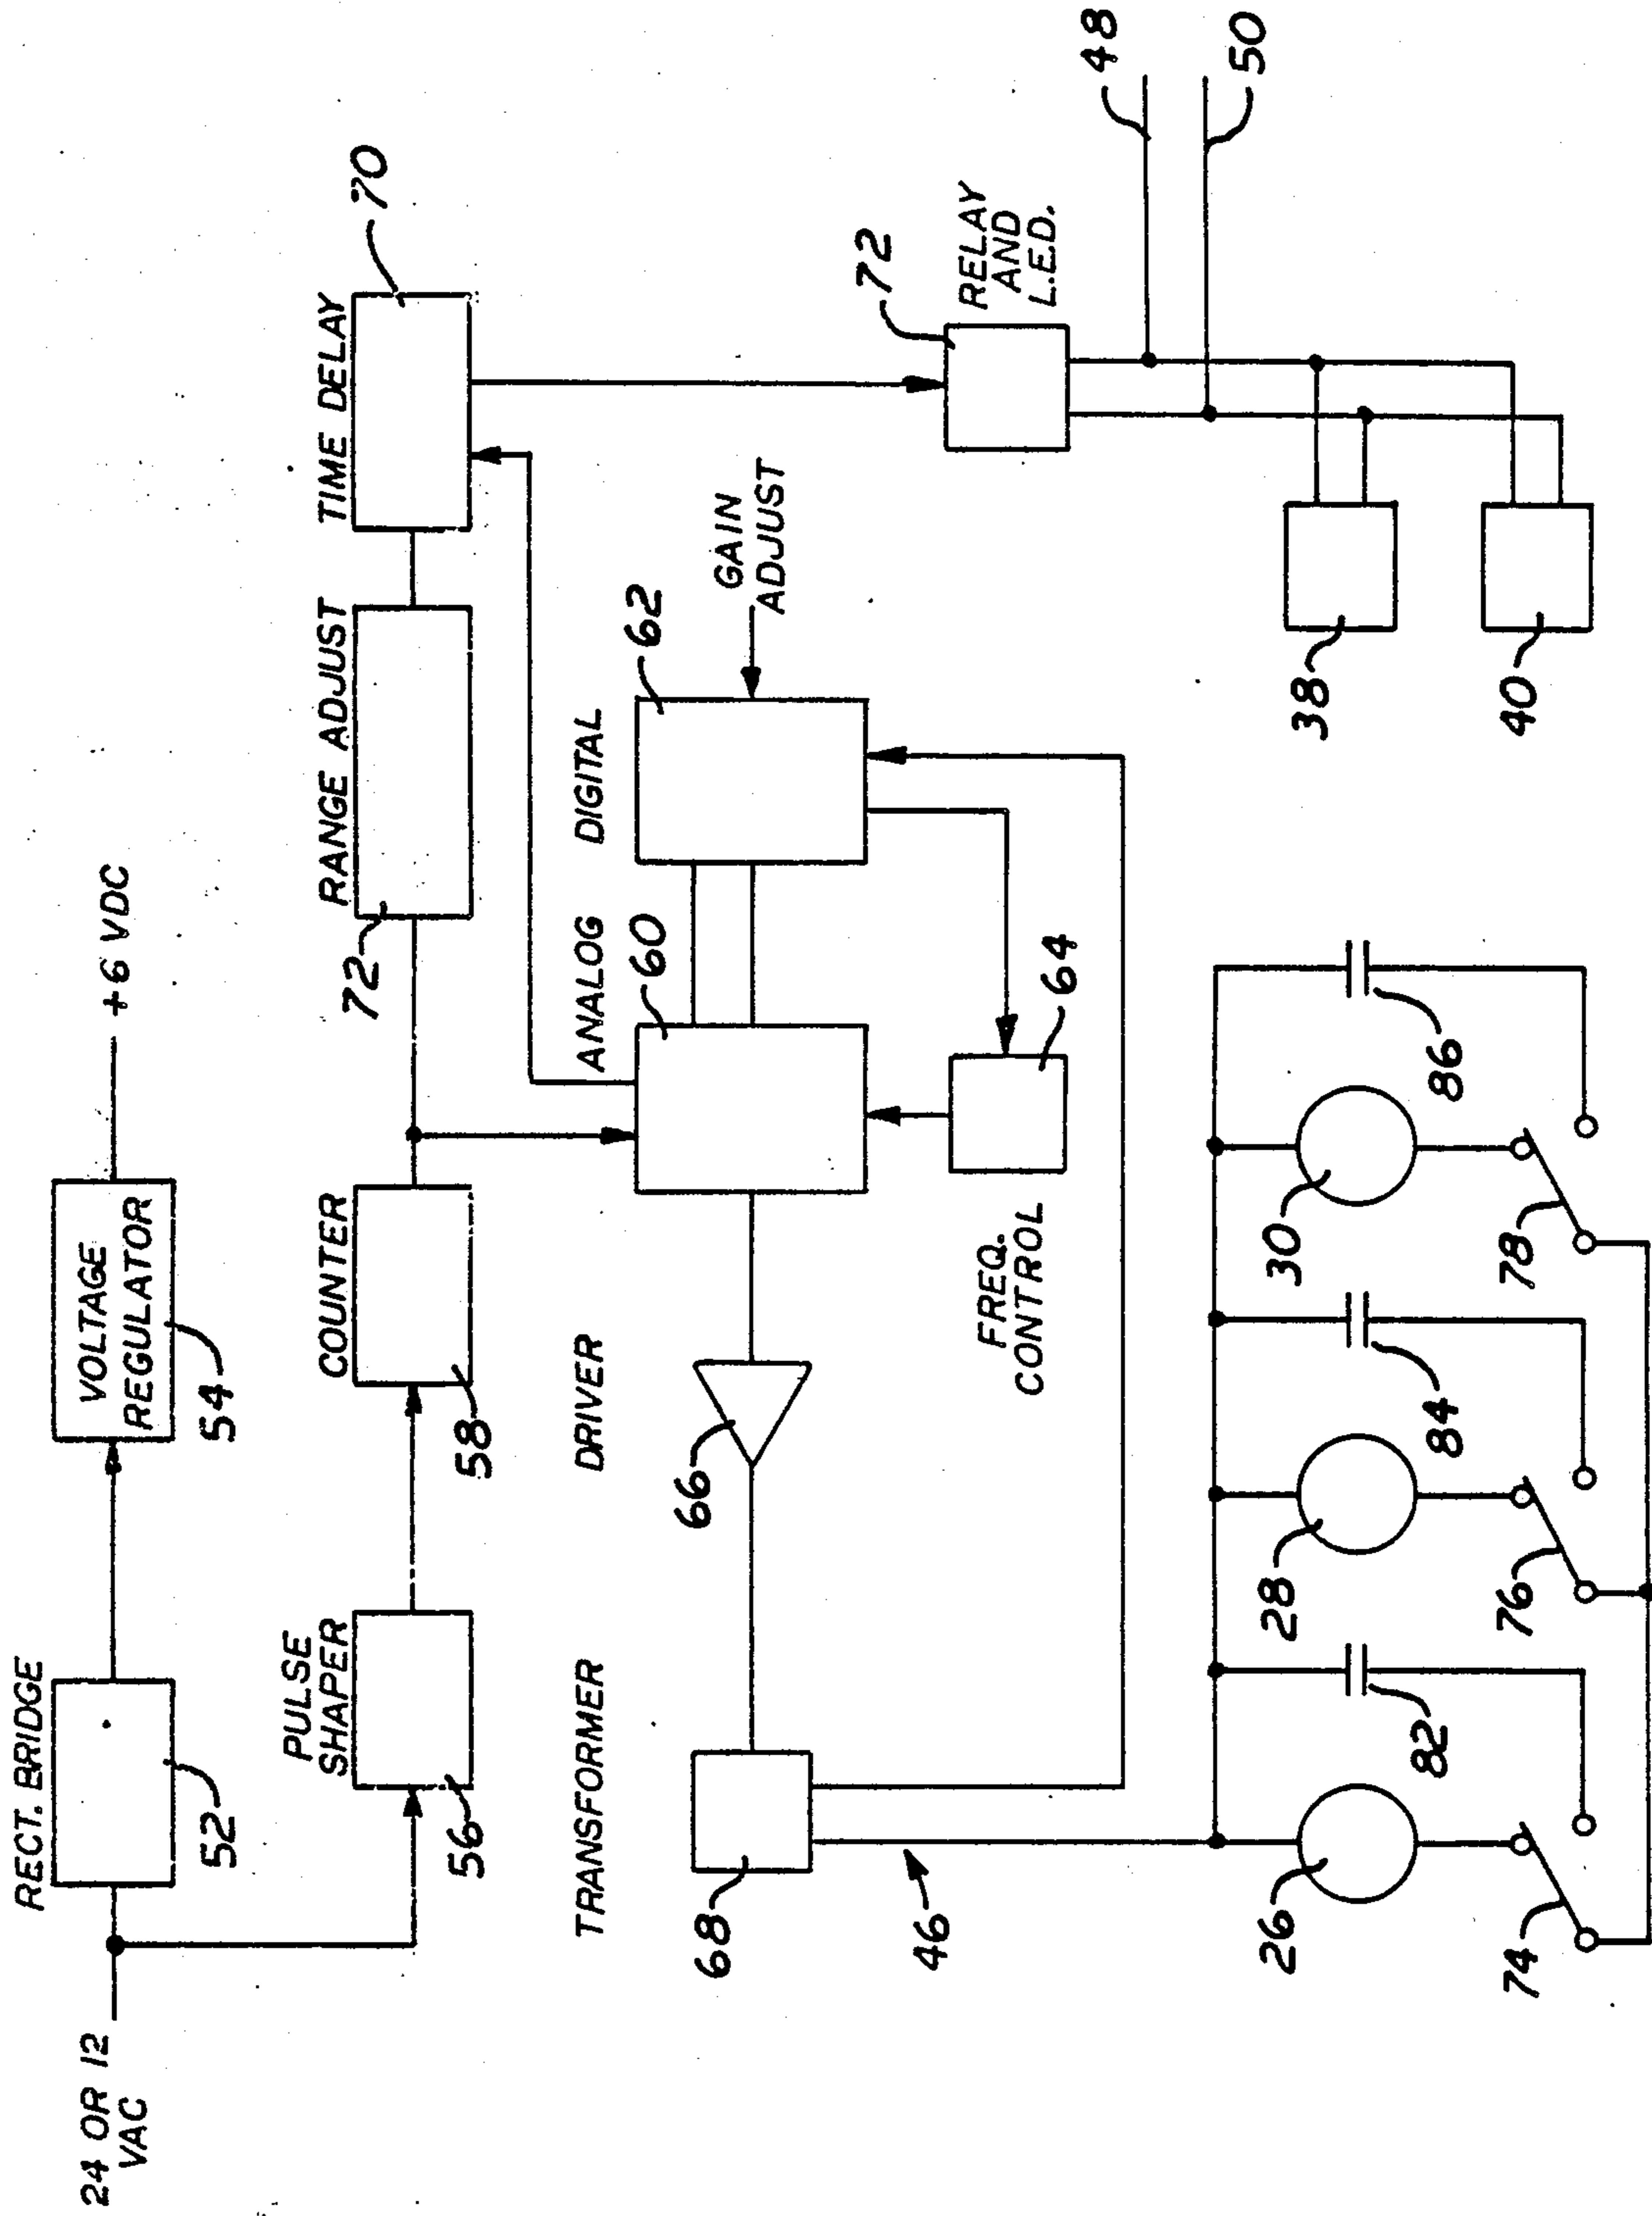 24 OR 12
VAC
RECT. BRIDGE
52
VOLTAGE
REGULATOR
54
+6 VDC
PULSE
SHAPER
56
COUNTER
58
RANGE ADJUST
72
TIME DELAY
70
TRANSFORMER
68
DRIVER
66
ANALOG
60
DIGITAL
62
GAIN
ADJUST
FREQ.
CONTROL
64
46
72
RELAY
AND
L.E.D.
48
50
38
40
26
82
28
84
30
86
74
76
78